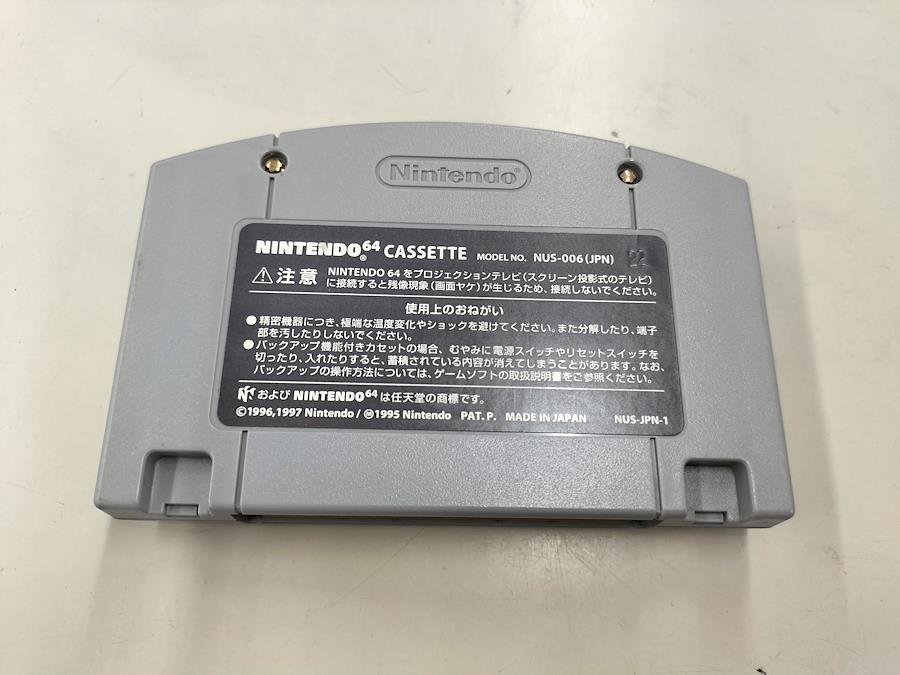 Nintendo®
NINTENDO®64 CASSETTE MODEL NO. NUS-006(JPN) 22
⚠注意 NINTENDO 64 をプロジェクションテレビ(スクリーン投影式のテレビ)
に接続すると残像現象(画面ヤケ)が生じるため、接続しないでください。
使用上のおねがい
●精密機器につき、極端な温度変化やショックを避けてください。また分解したり、端子
部を汚したりしないでください。
●バックアップ機能付きカセットの場合、むやみに電源スイッチやリセットスイッチを
切ったり、入れたりすると、蓄積されている内容が消えてしまうことがあります。なお、
バックアップの操作方法については、ゲームソフトの取扱説明書をご参照ください。
および NINTENDO64 は任天堂の商標です。
©1996,1997 Nintendo/Ⓜ1995 Nintendo PAT. P. MADE IN JAPAN NUS-JPN-1